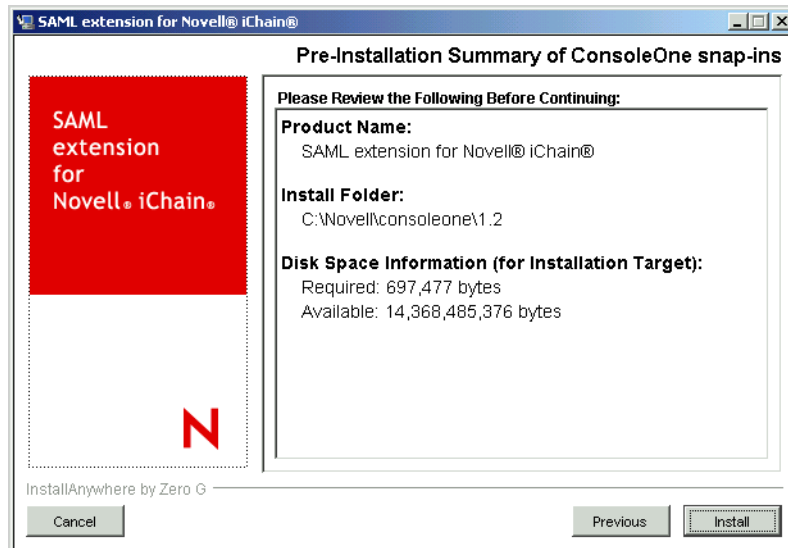 SAML extension for Novell® iChain®
Pre-Installation Summary of ConsoleOne snap-ins
SAML
extension
for
Novell® iChain®
N
Please Review the Following Before Continuing:
Product Name:
SAML extension for Novell® iChain®
Install Folder:
C:\Novell\consoleone\1.2
Disk Space Information (for Installation Target):
Required: 697,477 bytes
Available: 14,368,485,376 bytes
InstallAnywhere by Zero G
Cancel
Previous
Install